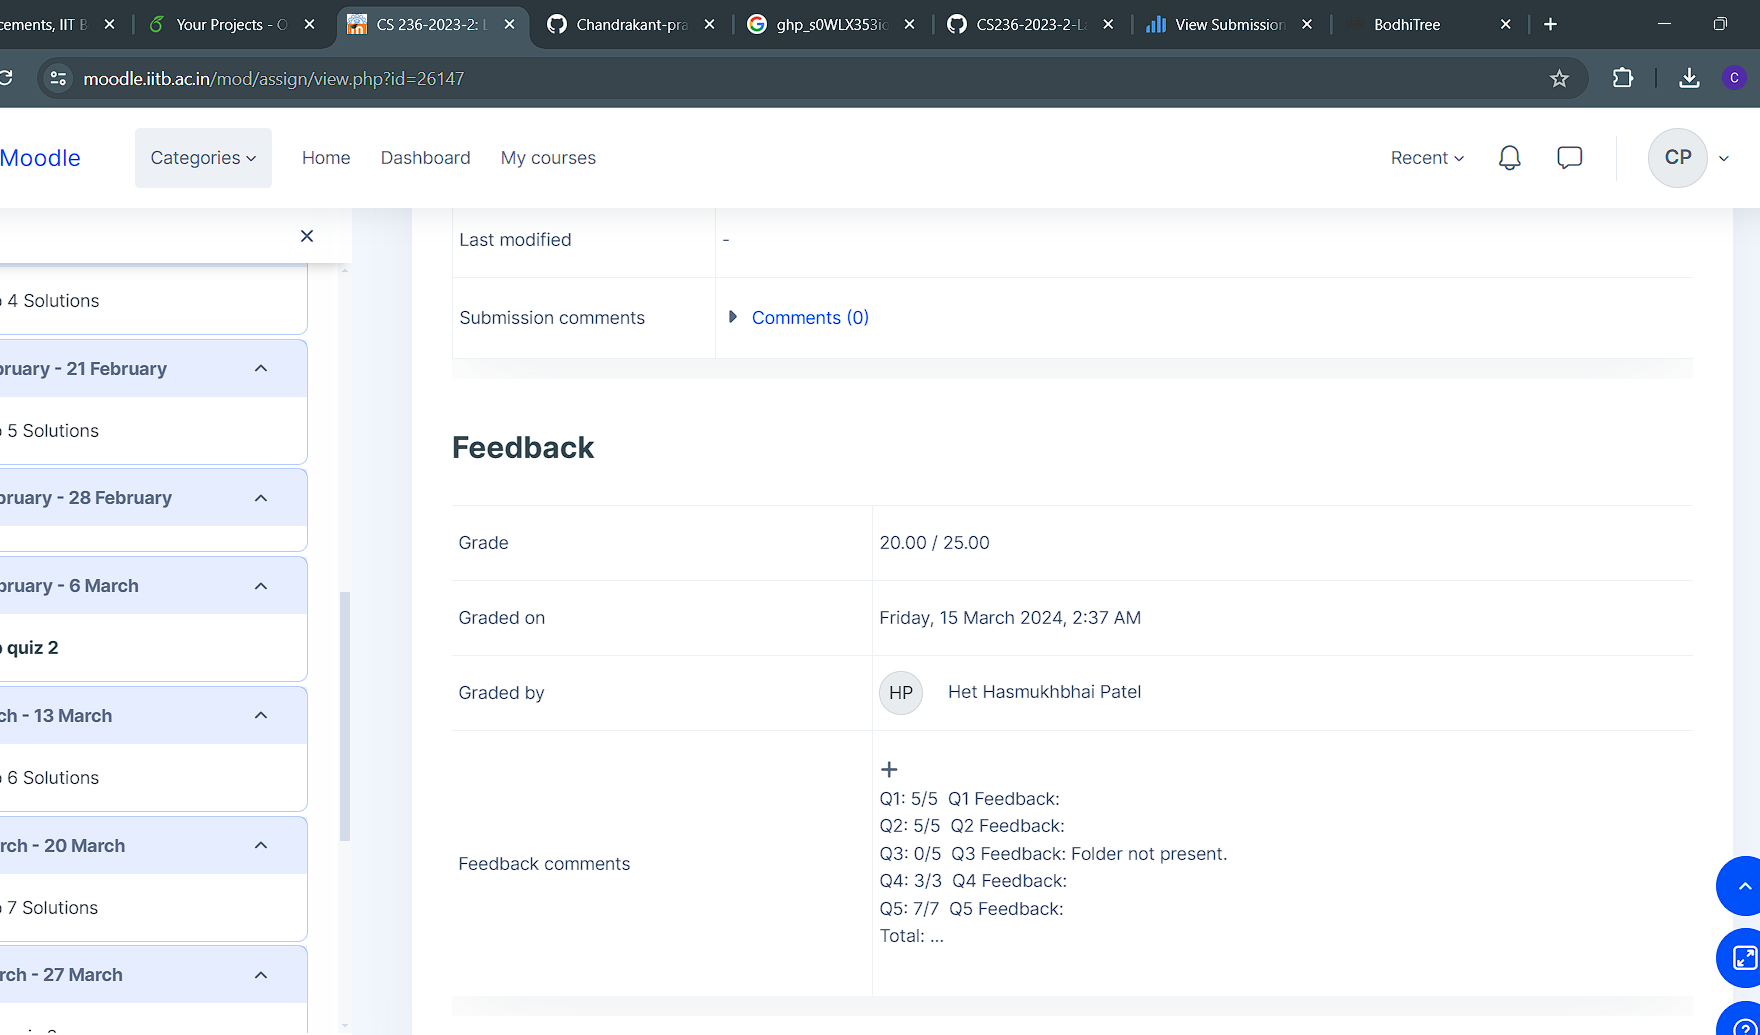 cements, IIT B
Your Projects - O
CS 236-2023-2: L
Chandrakant-pra
ghp_s0WLX353io
CS236-2023-2-La
View Submission
BodhiTree
moodle.iitb.ac.in/mod/assign/view.php?id=26147
C
Moodle
Categories
Home
Dashboard
My courses
Recent
CP
4 Solutions
bruary - 21 February
5 Solutions
bruary - 28 February
bruary - 6 March
quiz 2
ch - 13 March
6 Solutions
rch - 20 March
7 Solutions
rch - 27 March
Last modified
-
Submission comments
Comments (0)
Feedback
Grade
20.00 / 25.00
Graded on
Friday, 15 March 2024, 2:37 AM
Graded by
HP
Het Hasmukhbhai Patel
Feedback comments
Q1: 5/5 Q1 Feedback:
Q2: 5/5 Q2 Feedback:
Q3: 0/5 Q3 Feedback: Folder not present.
Q4: 3/3 Q4 Feedback:
Q5: 7/7 Q5 Feedback:
Total: ...